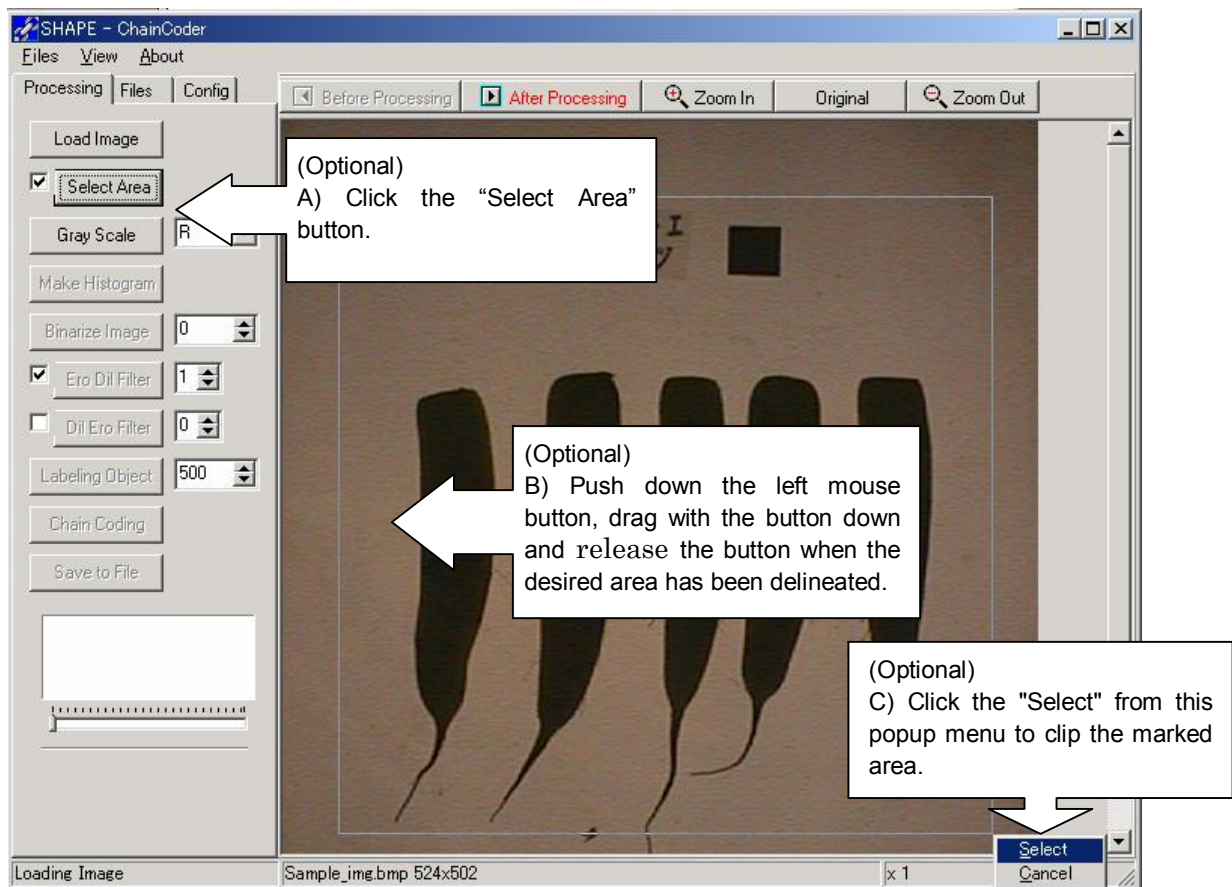 SHAPE - ChainCoder
Files View About
Processing Files Config
Before Processing After Processing Zoom In Original Zoom Out
Load Image
Select Area
Gray Scale R
Make Histogram
Binarize Image 0
Ero Dil Filter 1
Dil Ero Filter 0
Labeling Object 500
Chain Coding
Save to File
(Optional)
A) Click the “Select Area”
button.
I
(Optional)
B) Push down the left mouse
button, drag with the button down
and release the button when the
desired area has been delineated.
(Optional)
C) Click the "Select" from this
popup menu to clip the marked
area.
Select
Cancel
Loading Image Sample_img.bmp 524x502 x 1